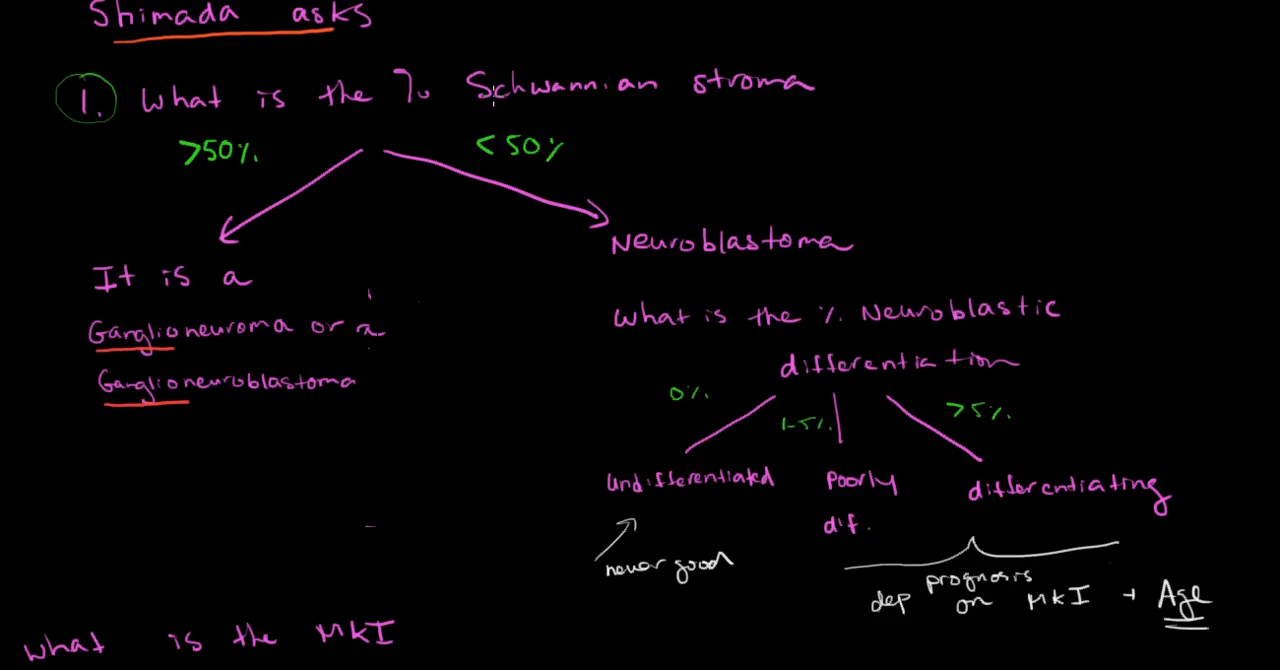 Shimada asks
1. What is the % Schwannian stroma
>50% <50%
It is a
Ganglioneuroma or a
Ganglioneuroblastoma
Neuroblastoma
What is the % Neuroblastic
differentiation
0% 1-5% >5%
Undifferentiated Poorly dif. differentiating
never good
prognosis
dep on MKI + Age
What is the MKI